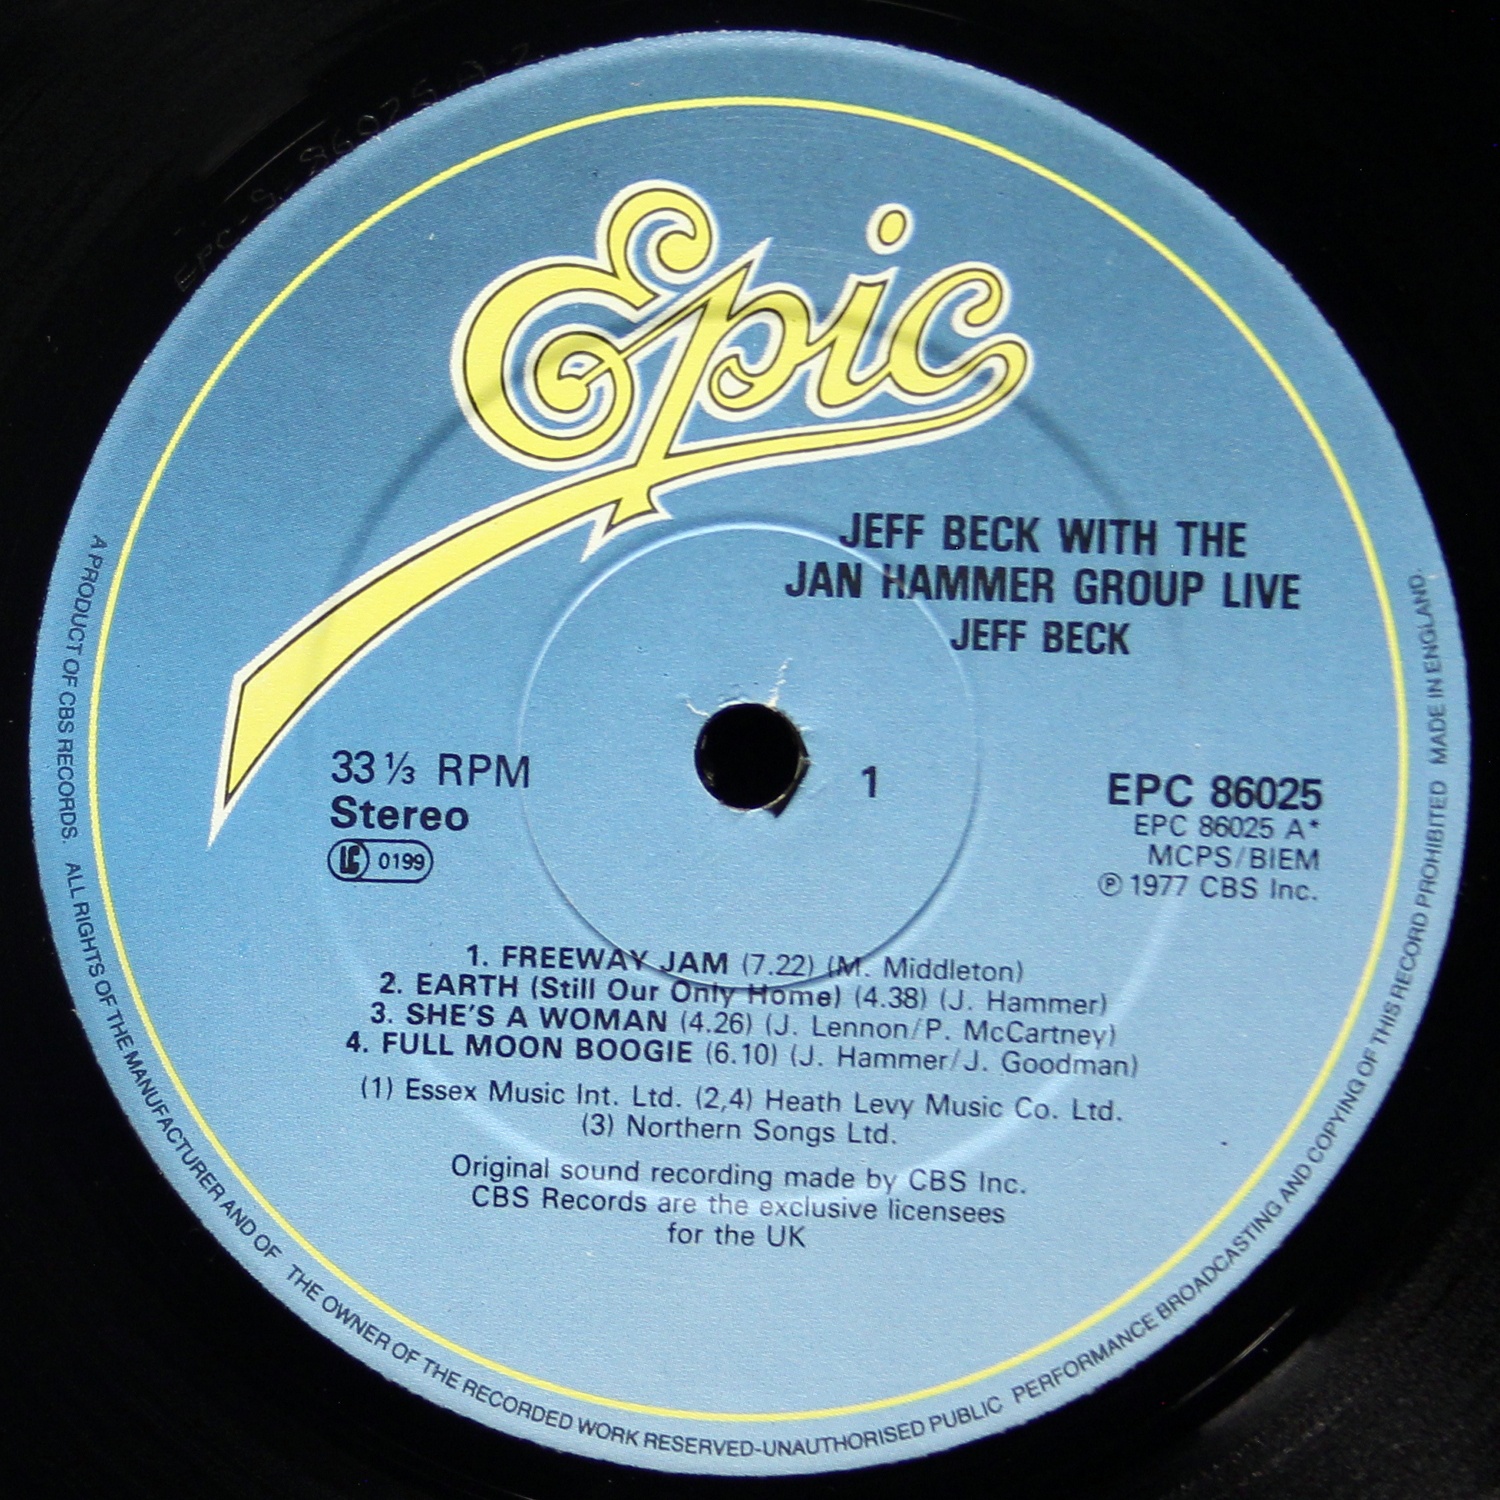 Epic
JEFF BECK WITH THE
JAN HAMMER GROUP LIVE
JEFF BECK
33 1/3 RPM
Stereo
LC 0199
1
EPC 86025
EPC 86025 A*
MCPS/BIEM
℗ 1977 CBS Inc.
1. FREEWAY JAM (7.22) (M. Middleton)
2. EARTH (Still Our Only Home) (4.38) (J. Hammer)
3. SHE'S A WOMAN (4.26) (J. Lennon/P. McCartney)
4. FULL MOON BOOGIE (6.10) (J. Hammer/J. Goodman)
(1) Essex Music Int. Ltd. (2,4) Heath Levy Music Co. Ltd.
(3) Northern Songs Ltd.
Original sound recording made by CBS Inc.
CBS Records are the exclusive licensees
for the UK
A PRODUCT OF CBS RECORDS. ALL RIGHTS OF THE MANUFACTURER AND OF THE OWNER OF THE RECORDED WORK RESERVED-UNAUTHORISED PUBLIC PERFORMANCE BROADCASTING AND COPYING OF THIS RECORD PROHIBITED MADE IN ENGLAND.